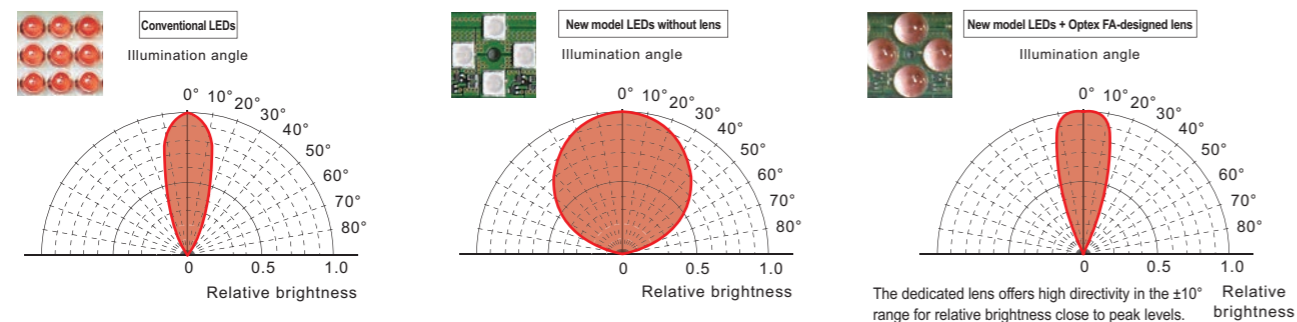 Conventional LEDs
Illumination angle
0° 10° 20° 30° 40° 50° 60° 70° 80°
0 0.5 1.0
Relative brightness
New model LEDs without lens
Illumination angle
0° 10° 20° 30° 40° 50° 60° 70° 80°
0 0.5 1.0
Relative brightness
New model LEDs + Optex FA-designed lens
Illumination angle
0° 10° 20° 30° 40° 50° 60° 70° 80°
0 0.5 1.0
Relative brightness
The dedicated lens offers high directivity in the ±10°
range for relative brightness close to peak levels.